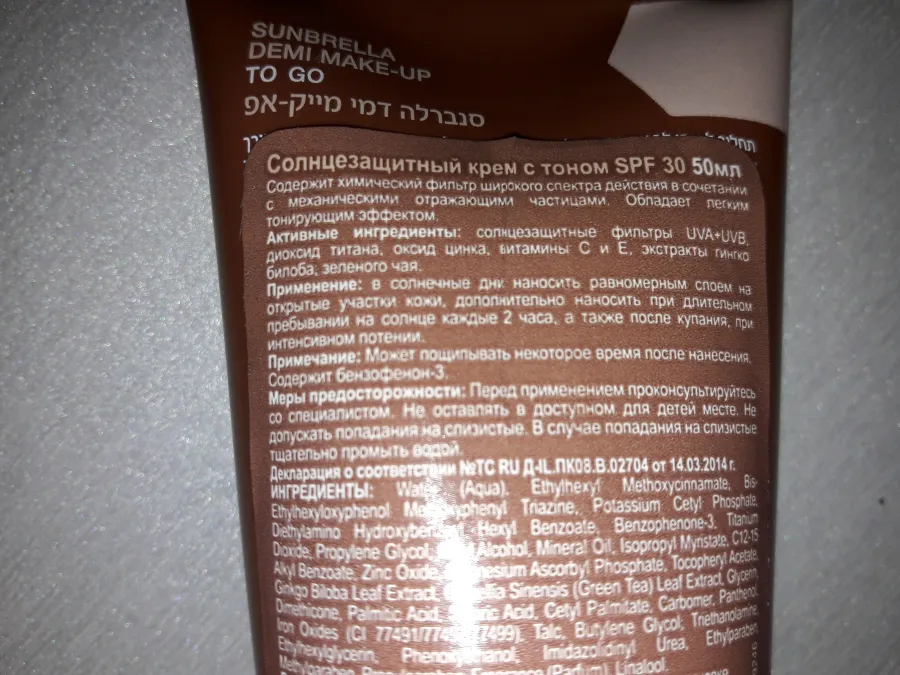 SUNBRELLA
DEMI MAKE-UP
TO GO
סנברלה דמי מייק-אפ
Солнцезащитный крем с тоном SPF 30 50мл
Содержит химический фильтр широкого спектра действия в сочетании
с механическими отражающими частицами. Обладает легким
тонирующим эффектом.
Активные ингредиенты: солнцезащитные фильтры UVA+UVB,
диоксид титана, оксид цинка, витамины С и Е, экстракты гинкго
билоба, зеленого чая.
Применение: в солнечные дни наносить равномерным слоем на
открытые участки кожи, дополнительно наносить при длительном
пребывании на солнце каждые 2 часа, а также после купания, при
интенсивном потении.
Примечание: Может пощипывать некоторое время после нанесения.
Содержит бензофенон-3.
Меры предосторожности: Перед применением проконсультируйтесь
со специалистом. Не оставлять в доступном для детей месте. Не
допускать попадания на слизистые. В случае попадания на слизистые
тщательно промыть водой.
Декларация о соответствии №ТС RU Д-IL.ПК08.В.02704 от 14.03.2014 г.
ИНГРЕДИЕНТЫ: Water (Aqua), Ethylhexyl Methoxycinnamate, Bis-
Ethylhexyloxyphenol Methoxyphenyl Triazine, Potassium Cetyl Phosphate,
Diethylamino Hydroxybenzoyl Hexyl Benzoate, Benzophenone-3, Titanium
Dioxide, Propylene Glycol, Alcohol, Mineral Oil, Isopropyl Myristate, C12-15
Alkyl Benzoate, Zinc Oxide, Magnesium Ascorbyl Phosphate, Tocopheryl Acetate,
Ginkgo Biloba Leaf Extract, Camellia Sinensis (Green Tea) Leaf Extract, Glycerin,
Dimethicone, Palmitic Acid, Acid, Cetyl Palmitate, Carbomer, Panthenol,
Iron Oxides (CI 77491/77492/77499), Talc, Butylene Glycol, Triethanolamine,
Ethylhexylglycerin, Phenoxyethanol, Imidazolidinyl Urea, Ethylparaben,
Methylparaben, Propylparaben, Fragrance (Parfum), Linalool.